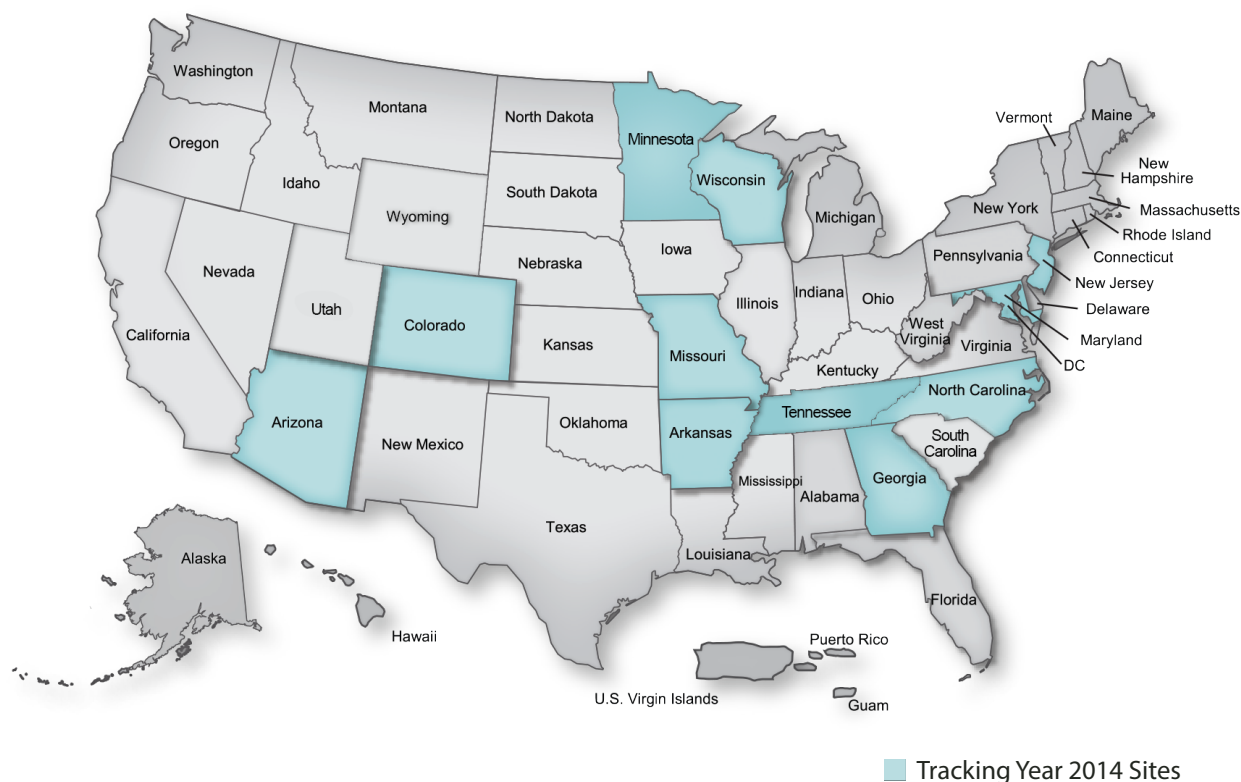 Washington
Montana
North Dakota
Minnesota
Maine
Vermont
Oregon
Idaho
South Dakota
Wisconsin
New
Hampshire
Wyoming
Michigan
New York
Massachusetts
Rhode Island
Connecticut
Nevada
Utah
Nebraska
Iowa
Pennsylvania
New Jersey
California
Colorado
Kansas
Illinois
Indiana
Ohio
Delaware
West
Virginia
Virginia
Maryland
DC
Missouri
Kentucky
Arizona
New Mexico
Oklahoma
Arkansas
Tennessee
North Carolina
South
Carolina
Mississippi
Alabama
Georgia
Texas
Louisiana
Florida
Alaska
Hawaii
Puerto Rico
U.S. Virgin Islands
Guam
Tracking Year 2014 Sites